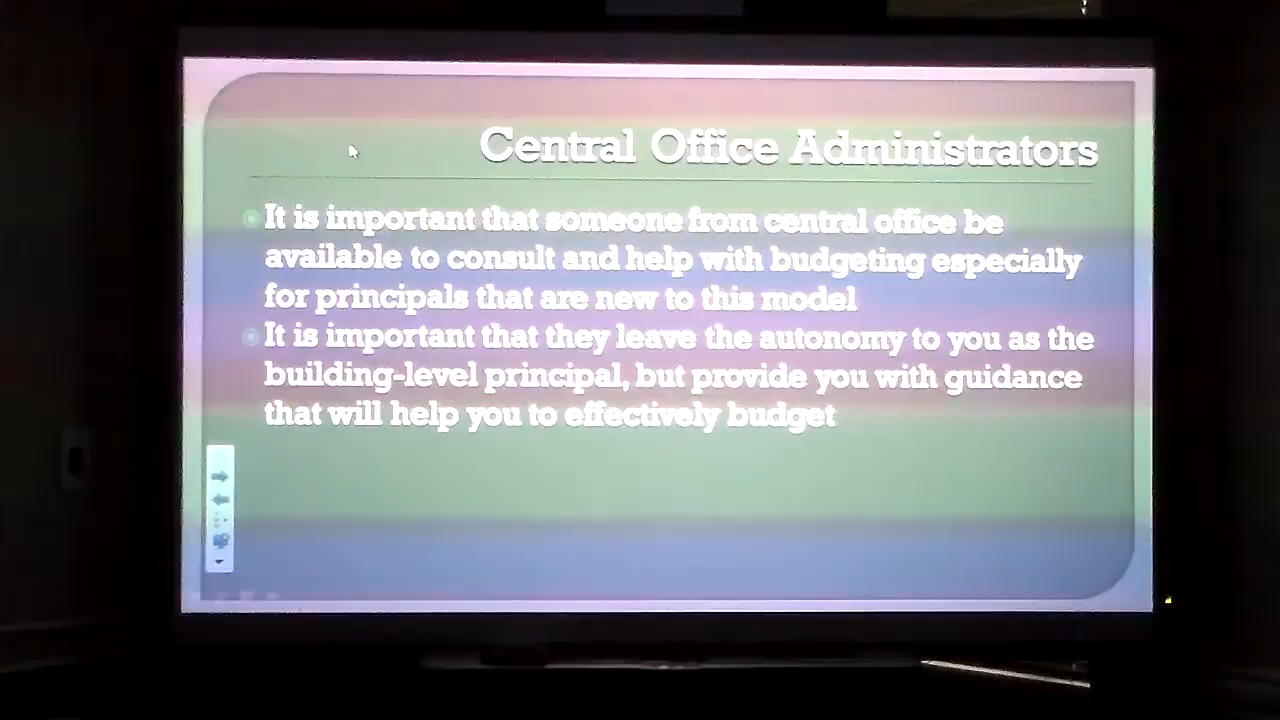 Central Office Administrators
It is important that someone from central office be
available to consult and help with budgeting especially
for principals that are new to this model
It is important that they leave the autonomy to you as the
building-level principal, but provide you with guidance
that will help you to effectively budget